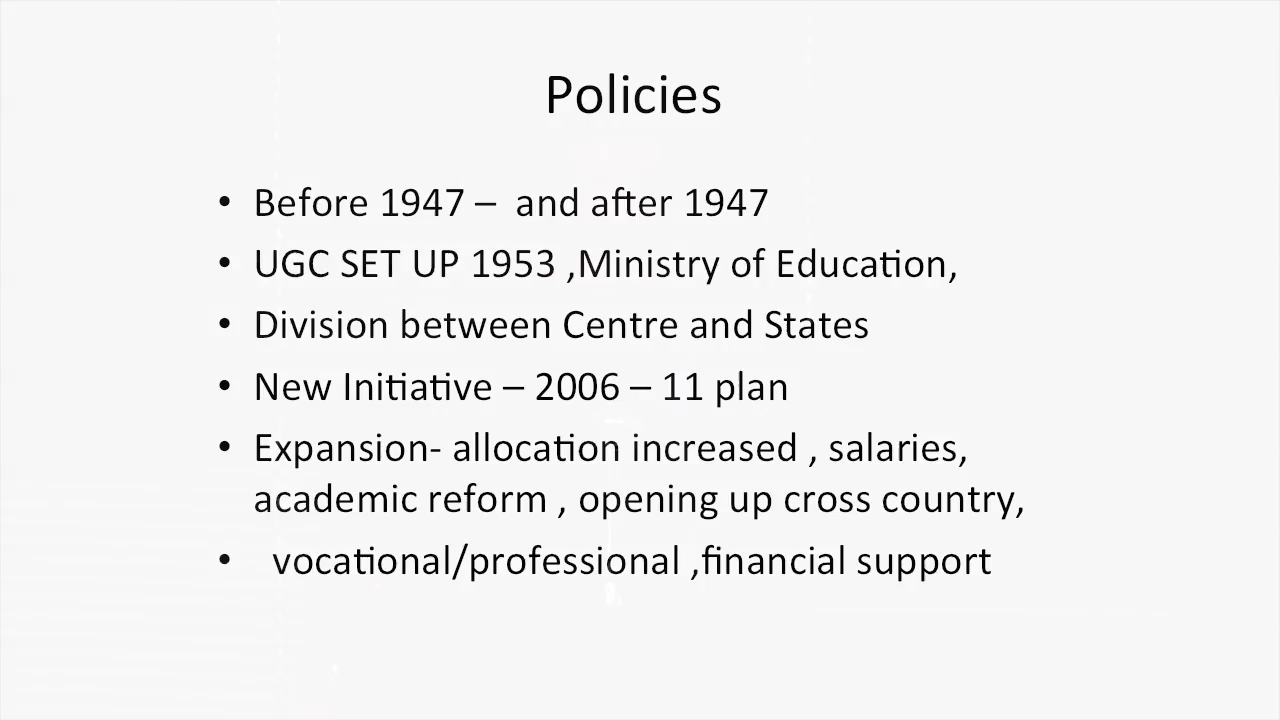 Policies
• Before 1947 –  and after 1947
• UGC SET UP 1953 ,Ministry of Education,
• Division between Centre and States
• New Initiative – 2006 – 11 plan
• Expansion- allocation increased , salaries,
academic reform , opening up cross country,
•  vocational/professional ,financial support